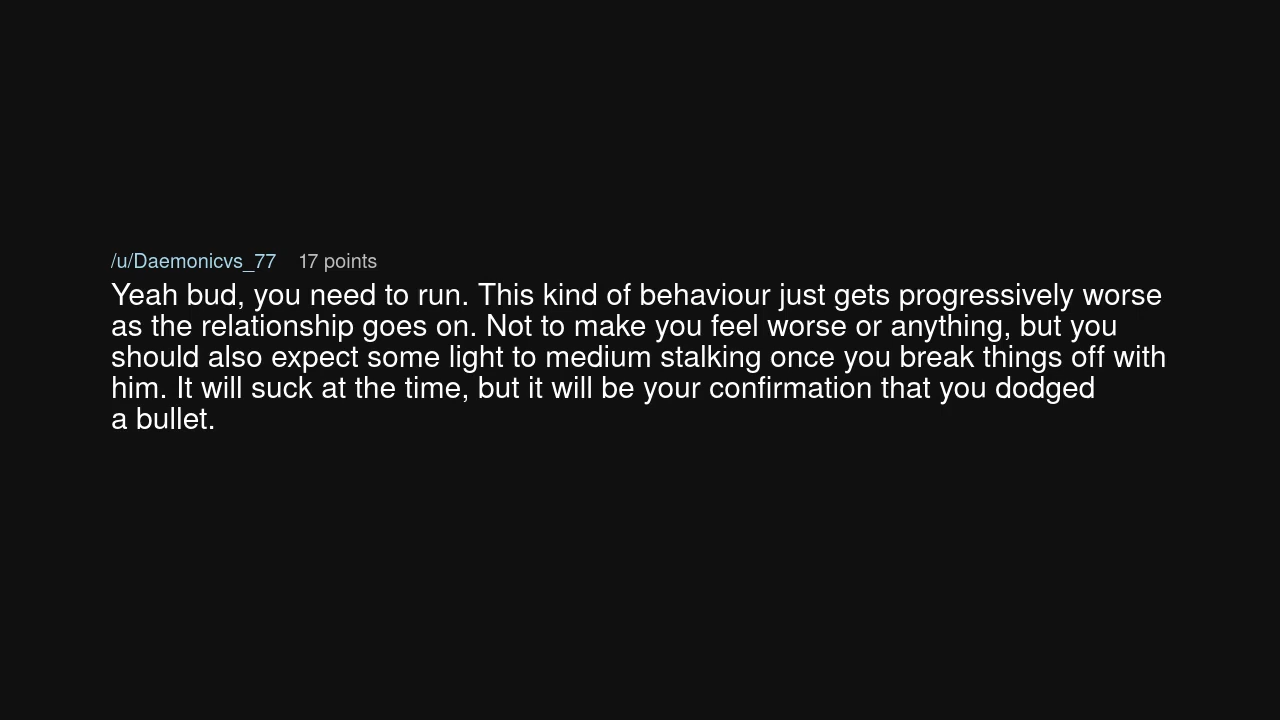 /u/Daemonicvs_77 17 points
Yeah bud, you need to run. This kind of behaviour just gets progressively worse
as the relationship goes on. Not to make you feel worse or anything, but you
should also expect some light to medium stalking once you break things off with
him. It will suck at the time, but it will be your confirmation that you dodged
a bullet.